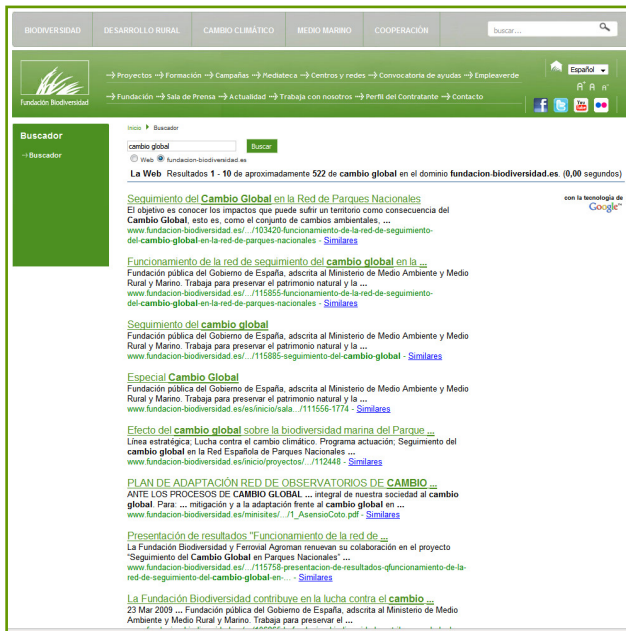 BIODIVERSIDAD DESARROLLO RURAL CAMBIO CLIMÁTICO MEDIO MARINO COOPERACIÓN buscar...
Proyectos Formación Campañas Mediateca Centros y redes Convocatoria de ayudas Empleaverde
Español
A+ A A-
Fundación Biodiversidad
Fundación Sala de Prensa Actualidad Trabaja con nosotros Perfil del Contratante Contacto
You Tube
Buscador
Buscador
Inicio Buscador
cambio global Buscar
Web fundacion-biodiversidad.es
La Web Resultados 1 - 10 de aproximadamente 522 de cambio global en el dominio fundacion-biodiversidad.es. (0,00 segundos)
con la tecnología de
Google™
Seguimiento del Cambio Global en la Red de Parques Nacionales
El objetivo es conocer los impactos que puede sufrir un territorio como consecuencia del
Cambio Global, esto es, como el conjunto de cambios ambientales, ...
www.fundacion-biodiversidad.es/.../103420-funcionamiento-de-la-red-de-seguimiento-
del-cambio-global-en-la-red-de-parques-nacionales - Similares
Funcionamiento de la red de seguimiento del cambio global en la ...
Fundación pública del Gobierno de España, adscrita al Ministerio de Medio Ambiente y Medio
Rural y Marino. Trabaja para preservar el patrimonio natural y la ...
www.fundacion-biodiversidad.es/.../115855-funcionamiento-de-la-red-de-seguimiento-
del-cambio-global-en-la-red-de-parques-nacionales - Similares
Seguimiento del cambio global
Fundación pública del Gobierno de España, adscrita al Ministerio de Medio Ambiente y Medio
Rural y Marino. Trabaja para preservar el patrimonio natural y la ...
www.fundacion-biodiversidad.es/.../115885-seguimiento-del-cambio-global - Similares
Especial Cambio Global
Fundación pública del Gobierno de España, adscrita al Ministerio de Medio Ambiente y Medio
Rural y Marino. Trabaja para preservar el patrimonio natural y la ...
www.fundacion-biodiversidad.es/es/inicio/sala.../111556-1774 - Similares
Efecto del cambio global sobre la biodiversidad marina del Parque ...
Línea estratégica; Lucha contra el cambio climático. Programa actuación; Seguimiento del
cambio global en la Red Española de Parques Nacionales ...
www.fundacion-biodiversidad.es/inicio/proyectos/.../112448 - Similares
PLAN DE ADAPTACIÓN RED DE OBSERVATORIOS DE CAMBIO ...
ANTE LOS PROCESOS DE CAMBIO GLOBAL ... integral de nuestra sociedad al cambio
global. Para: ... mitigación y a la adaptación frente al cambio global en ...
www.fundacion-biodiversidad.es/minisites/.../1_AsensioCoto.pdf - Similares
Presentación de resultados "Funcionamiento de la red de ...
La Fundación Biodiversidad y Ferrovial Agroman renuevan su colaboración en el proyecto
"Seguimiento del Cambio Global en Parques Nacionales" ...
www.fundacion-biodiversidad.es/.../115758-presentacion-de-resultados-qfuncionamiento-de-la-
red-de-seguimiento-del-cambio-global-en-... - Similares
La Fundación Biodiversidad contribuye en la lucha contra el cambio ...
23 Mar 2009 ... Fundación pública del Gobierno de España, adscrita al Ministerio de Medio
Ambiente y Medio Rural y Marino. Trabaja para preservar el ...